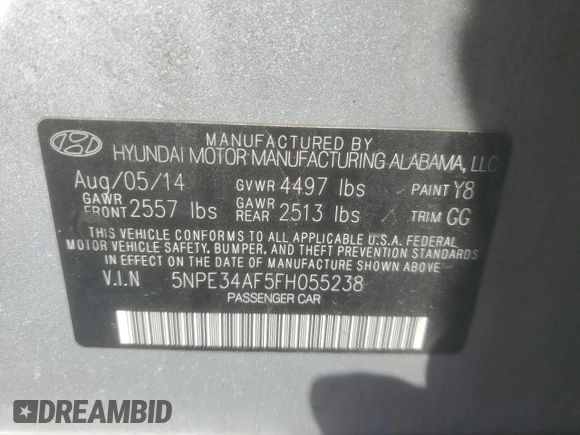 MANUFACTURED BY
HYUNDAI MOTOR MANUFACTURING ALABAMA, LLC
Aug/05/14 GVWR 4497 lbs PAINT Y8
GAWR FRONT 2557 lbs GAWR REAR 2513 lbs TRIM GG
THIS VEHICLE CONFORMS TO ALL APPLICABLE U.S.A. FEDERAL
MOTOR VEHICLE SAFETY, BUMPER, AND THEFT PREVENTION STANDARDS
IN EFFECT ON THE DATE OF MANUFACTURE SHOWN ABOVE.
V.I.N 5NPE34AF5FH055238
PASSENGER CAR
DREAMBID